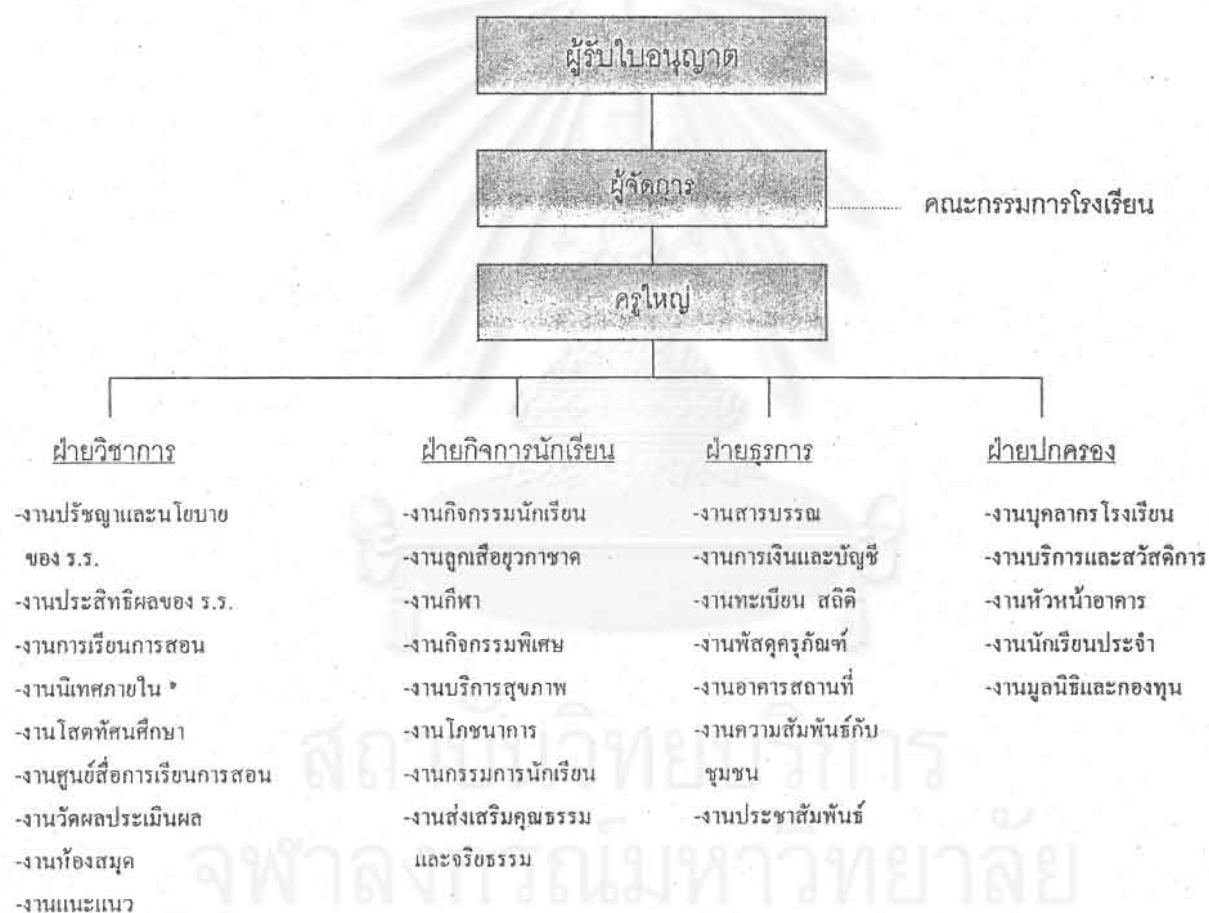 ผู้รับใบอนุญาต
ผู้จัดการ
คณะกรรมการโรงเรียน
ครูใหญ่
ฝ่ายวิชาการ
-งานปรัชญาและนโยบาย
ของ ร.ร.
-งานประสิทธิผลของ ร.ร.
-งานการเรียนการสอน
-งานนิเทศภายใน *
-งานโสตทัศนศึกษา
-งานศูนย์สื่อการเรียนการสอน
-งานวัดผลประเมินผล
-งานห้องสมุด
-งานแนะแนว
ฝ่ายกิจการนักเรียน
-งานกิจกรรมนักเรียน
-งานลูกเสือยุวกาชาด
-งานกีฬา
-งานกิจกรรมพิเศษ
-งานบริการสุขภาพ
-งานโภชนาการ
-งานกรรมการนักเรียน
-งานส่งเสริมคุณธรรม
และจริยธรรม
ฝ่ายธุรการ
-งานสารบรรณ
-งานการเงินและบัญชี
-งานทะเบียน สถิติ
-งานพัสดุครุภัณฑ์
-งานอาคารสถานที่
-งานความสัมพันธ์กับ
ชุมชน
-งานประชาสัมพันธ์
ฝ่ายปกครอง
-งานบุคลากรโรงเรียน
-งานบริการและสวัสดิการ
-งานหัวหน้าอาคาร
-งานนักเรียนประจำ
-งานมูลนิธิและกองทุน
สถาบันวิทยบริการ
จุฬาลงกรณ์มหาวิทยาลัย